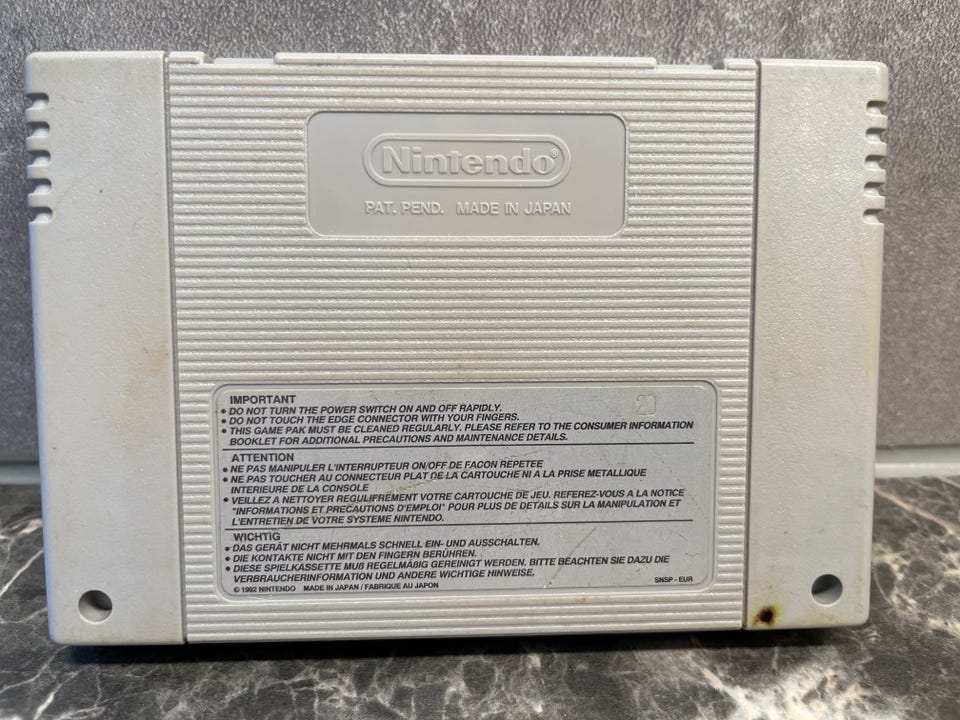 Nintendo®
PAT. PEND. MADE IN JAPAN
20
IMPORTANT
• DO NOT TURN THE POWER SWITCH ON AND OFF RAPIDLY.
• DO NOT TOUCH THE EDGE CONNECTOR WITH YOUR FINGERS.
• THIS GAME PAK MUST BE CLEANED REGULARLY. PLEASE REFER TO THE CONSUMER INFORMATION
BOOKLET FOR ADDITIONAL PRECAUTIONS AND MAINTENANCE DETAILS.
ATTENTION
• NE PAS MANIPULER L'INTERRUPTEUR ON/OFF DE FACON REPETEE
• NE PAS TOUCHER AU CONNECTEUR PLAT DE LA CARTOUCHE NI A LA PRISE METALLIQUE
INTERIEURE DE LA CONSOLE
• VEILLEZ A NETTOYER REGULIFREMENT VOTRE CARTOUCHE DE JEU. REFEREZ-VOUS A LA NOTICE
"INFORMATIONS ET PRECAUTIONS D'EMPLOI" POUR PLUS DE DETAILS SUR LA MANIPULATION ET
L'ENTRETIEN DE VOTRE SYSTEME NINTENDO.
WICHTIG
• DAS GERÄT NICHT MEHRMALS SCHNELL EIN- UND AUSSCHALTEN.
• DIE KONTAKTE NICHT MIT DEN FINGERN BERÜHREN.
• DIESE SPIELKASSETTE MUß REGELMÄßIG GEREINIGT WERDEN. BITTE BEACHTEN SIE DAZU DIE
VERBRAUCHERINFORMATION UND ANDERE WICHTIGE HINWEISE.
© 1992 NINTENDO MADE IN JAPAN / FABRIQUE AU JAPON
SNSP - EUR